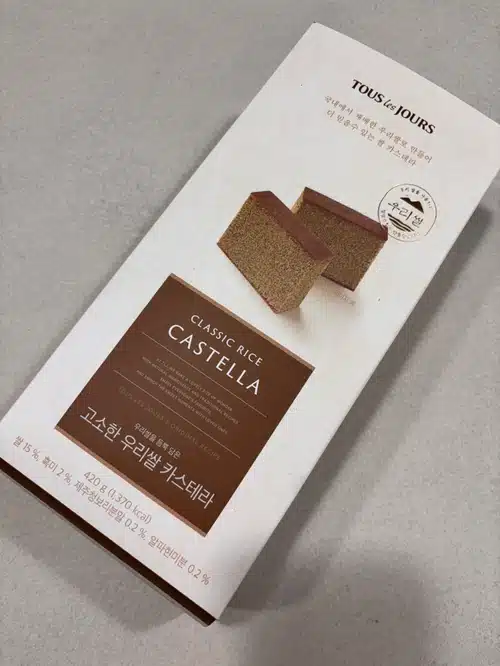 TOUS les JOURS
국내에서 재배한 우리쌀로 만들어
더 믿을수 있는 쌀 카스테라
우리쌀
CLASSIC RICE
CASTELLA
우리쌀을 듬뿍 담은
고소한 우리쌀 카스테라
420 g (1,370 kcal)
쌀 15 %, 흑미 2 %, 제주청보리분말 0.2 %, 알파현미분 0.2 %